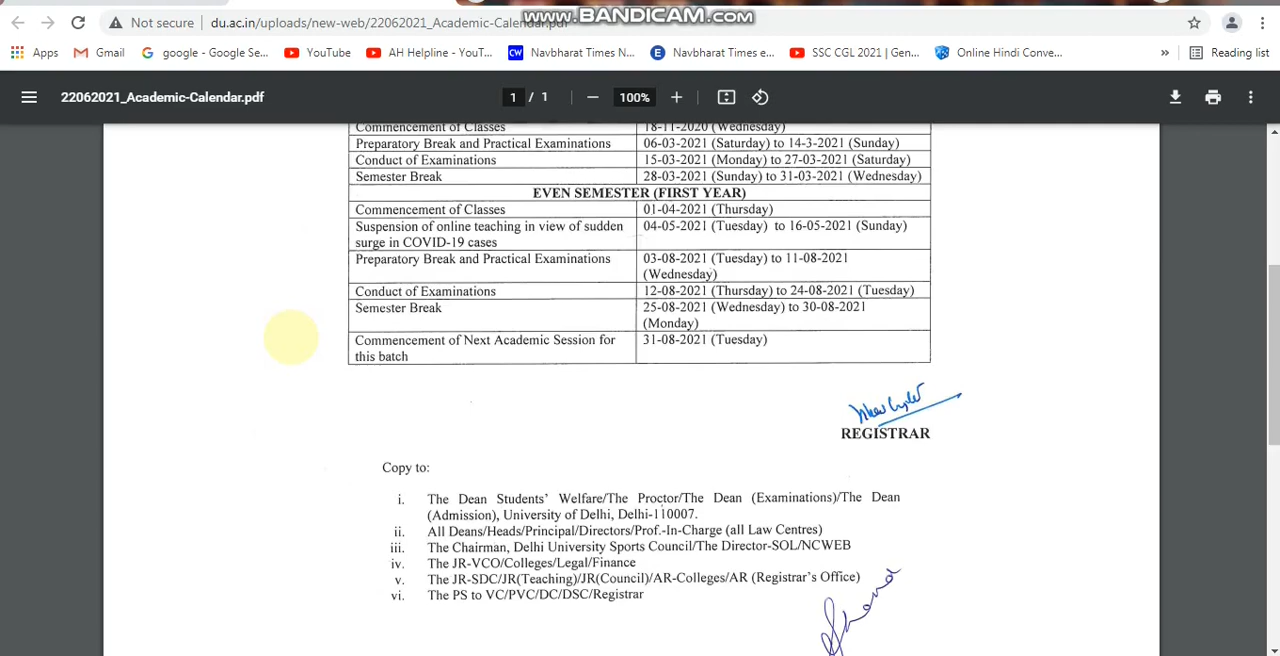 www.BANDICAM.com
Not secure | du.ac.in/uploads/new-web/22062021_Academic-Calendar.pdf
Apps Gmail google - Google Se... YouTube AH Helpline - YouT... Navbharat Times N... Navbharat Times e... SSC CGL 2021 | Gen... Online Hindi Conve... » Reading list
22062021_Academic-Calendar.pdf 1 / 1 — 100% +
Commencement of Classes 18-11-2020 (Wednesday)
Preparatory Break and Practical Examinations 06-03-2021 (Saturday) to 14-3-2021 (Sunday)
Conduct of Examinations 15-03-2021 (Monday) to 27-03-2021 (Saturday)
Semester Break 28-03-2021 (Sunday) to 31-03-2021 (Wednesday)
EVEN SEMESTER (FIRST YEAR)
Commencement of Classes 01-04-2021 (Thursday)
Suspension of online teaching in view of sudden 04-05-2021 (Tuesday) to 16-05-2021 (Sunday)
surge in COVID-19 cases
Preparatory Break and Practical Examinations 03-08-2021 (Tuesday) to 11-08-2021
(Wednesday)
Conduct of Examinations 12-08-2021 (Thursday) to 24-08-2021 (Tuesday)
Semester Break 25-08-2021 (Wednesday) to 30-08-2021
(Monday)
Commencement of Next Academic Session for 31-08-2021 (Tuesday)
this batch
REGISTRAR
Copy to:
i. The Dean Students' Welfare/The Proctor/The Dean (Examinations)/The Dean
(Admission), University of Delhi, Delhi-110007.
ii. All Deans/Heads/Principal/Directors/Prof.-In-Charge (all Law Centres)
iii. The Chairman, Delhi University Sports Council/The Director-SOL/NCWEB
iv. The JR-VCO/Colleges/Legal/Finance
v. The JR-SDC/JR(Teaching)/JR(Council)/AR-Colleges/AR (Registrar's Office)
vi. The PS to VC/PVC/DC/DSC/Registrar